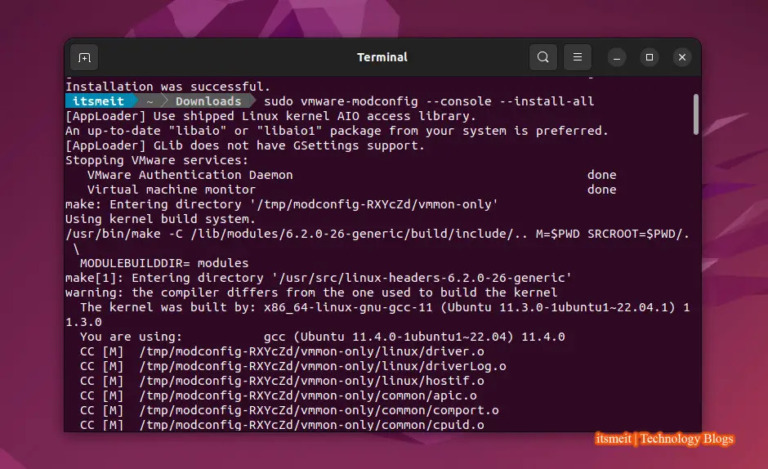 Terminal
Installation was successful.
itsmeit ~ Downloads sudo vmware-modconfig --console --install-all
[AppLoader] Use shipped Linux kernel AIO access library.
An up-to-date "libaio" or "libaio1" package from your system is preferred.
[AppLoader] GLib does not have GSettings support.
Stopping VMware services:
VMware Authentication Daemon done
Virtual machine monitor done
make: Entering directory '/tmp/modconfig-RXYcZd/vmmon-only'
Using kernel build system.
/usr/bin/make -C /lib/modules/6.2.0-26-generic/build/include/.. M=$PWD SRCROOT=$PWD/.
\
MODULEBUILDDIR= modules
make[1]: Entering directory '/usr/src/linux-headers-6.2.0-26-generic'
warning: the compiler differs from the one used to build the kernel
The kernel was built by: x86_64-linux-gnu-gcc-11 (Ubuntu 11.3.0-1ubuntu1~22.04.1) 1
1.3.0
You are using: gcc (Ubuntu 11.4.0-1ubuntu1~22.04) 11.4.0
CC [M] /tmp/modconfig-RXYcZd/vmmon-only/linux/driver.o
CC [M] /tmp/modconfig-RXYcZd/vmmon-only/linux/driverLog.o
CC [M] /tmp/modconfig-RXYcZd/vmmon-only/linux/hostif.o
CC [M] /tmp/modconfig-RXYcZd/vmmon-only/common/apic.o
CC [M] /tmp/modconfig-RXYcZd/vmmon-only/common/comport.o
CC [M] /tmp/modconfig-RXYcZd/vmmon-only/common/cpuid.o
itsmeit | Technology Blogs